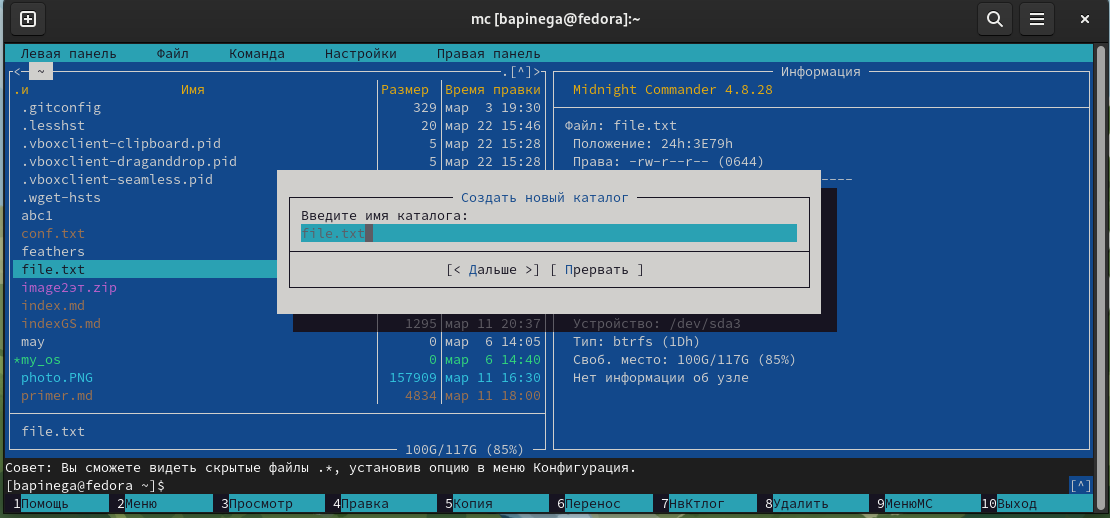 mc [bapinega@fedora]:~
Левая панель Файл Команда Настройки Правая панель
<─ ~ .[^]> Информация
.и Имя Размер Время правки Midnight Commander 4.8.28
.gitconfig 329 мар 3 19:30
.lesshst 20 мар 22 15:46 Файл: file.txt
.vboxclient-clipboard.pid 5 мар 22 15:28 Положение: 24h:3E79h
.vboxclient-draganddrop.pid 5 мар 22 15:28 Права: -rw-r--r-- (0644)
.vboxclient-seamless.pid ----
.wget-hsts Создать новый каталог
abc1 Введите имя каталога:
conf.txt file.txt
feathers
file.txt [< Дальше >] [ Прервать ]
image2эт.zip
index.md
indexGS.md 1295 мар 11 20:37 Устройство: /dev/sda3
may 0 мар 6 14:05 Тип: btrfs (1Dh)
*my_os 0 мар 6 14:40 Своб. место: 100G/117G (85%)
photo.PNG 157909 мар 11 16:30 Нет информации об узле
primer.md 4834 мар 11 18:00
file.txt
100G/117G (85%)
Совет: Вы сможете видеть скрытые файлы .*, установив опцию в меню Конфигурация.
[bapinega@fedora ~]$ [^]
1Помощь 2Меню 3Просмотр 4Правка 5Копия 6Перенос 7НвКтлог 8Удалить 9МенюМС 10Выход